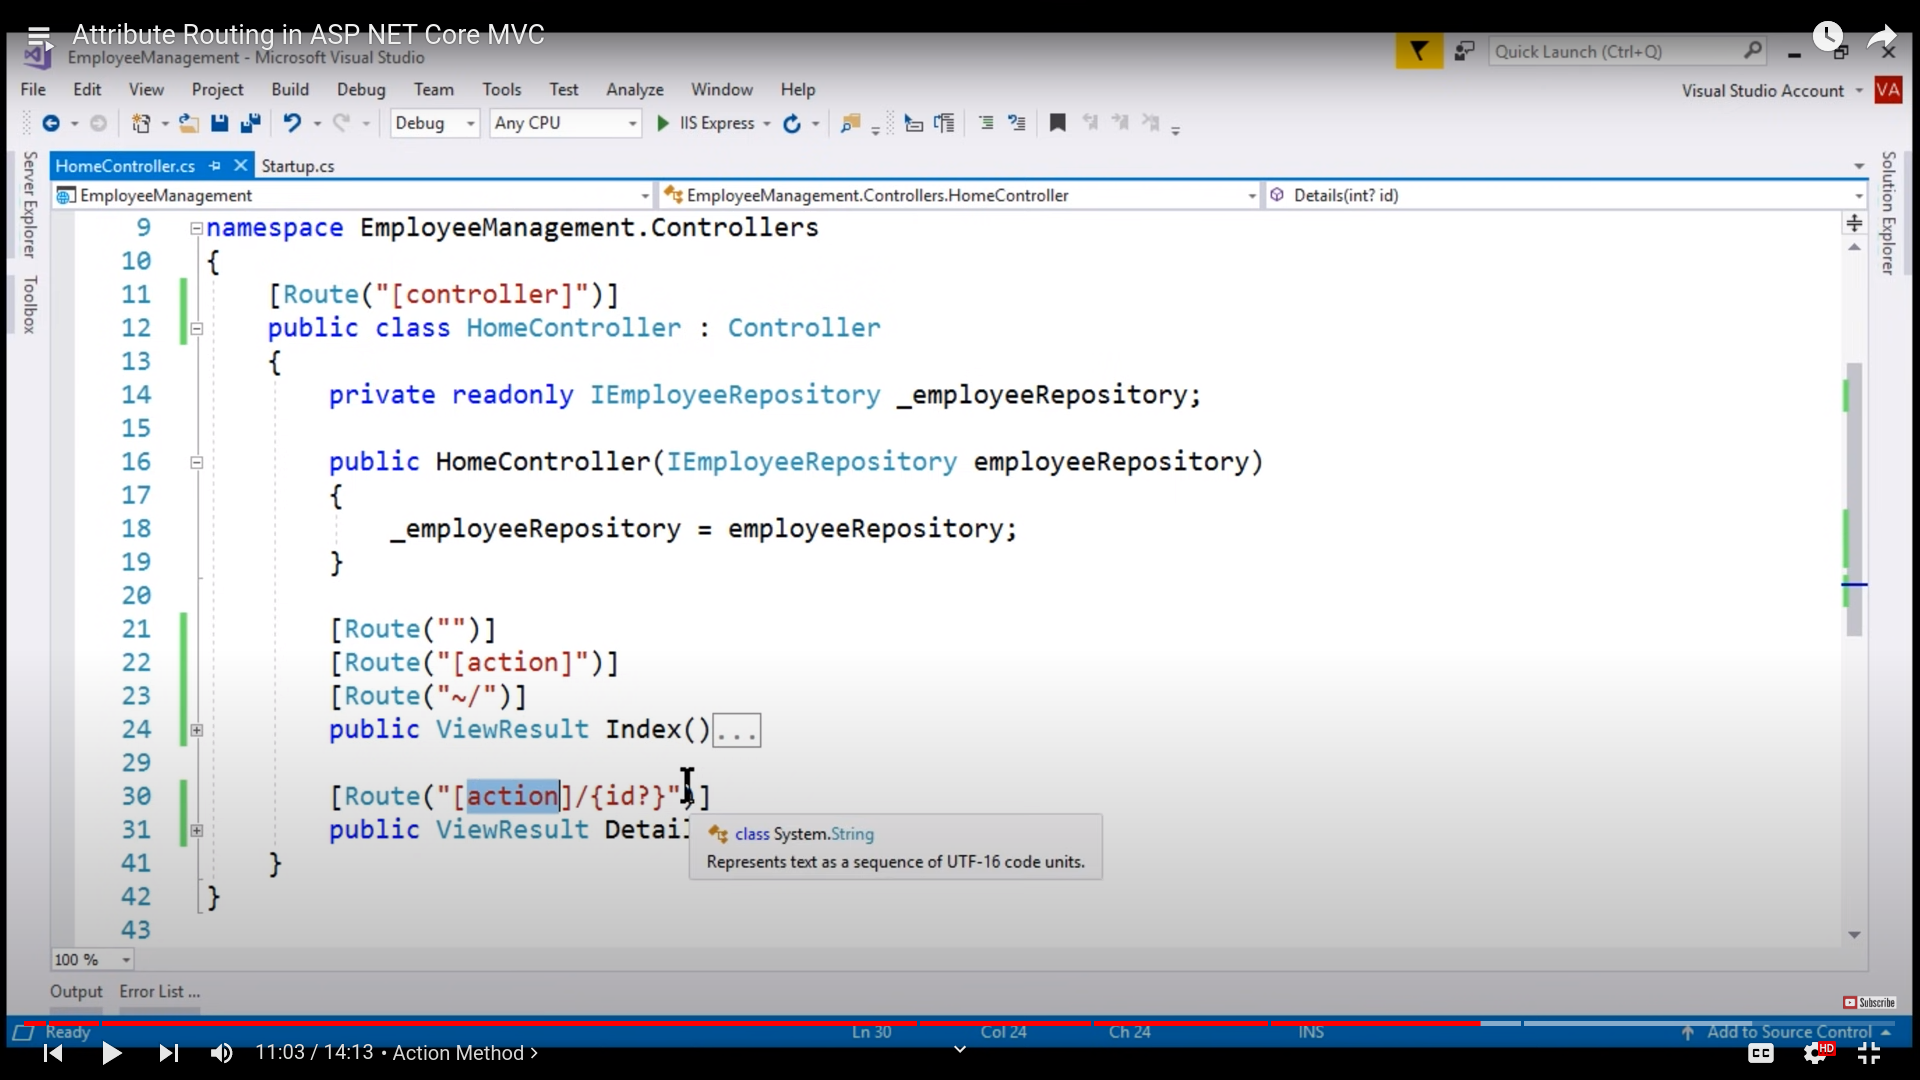 Attribute Routing in ASP NET Core MVC
EmployeeManagement - Microsoft Visual Studio
Quick Launch (Ctrl+Q)
File Edit View Project Build Debug Team Tools Test Analyze Window Help
Visual Studio Account VA
Debug Any CPU IIS Express
Server Explorer
Toolbox
Solution Explorer
HomeController.cs Startup.cs
EmployeeManagement EmployeeManagement.Controllers.HomeController Details(int? id)
9 namespace EmployeeManagement.Controllers
10 {
11 [Route("[controller]")]
12 public class HomeController : Controller
13 {
14 private readonly IEmployeeRepository _employeeRepository;
15
16 public HomeController(IEmployeeRepository employeeRepository)
17 {
18 _employeeRepository = employeeRepository;
19 }
20
21 [Route("")]
22 [Route("[action]")]
23 [Route("~/")]
24 public ViewResult Index()...
29
30 [Route("[action]/{id?}")]
31 public ViewResult Detail
class System.String
Represents text as a sequence of UTF-16 code units.
41 }
42 }
43
100 %
Output Error List ...
Subscribe
Ready Ln 30 Col 24 Ch 24 INS Add to Source Control
11:03 / 14:13 • Action Method ›
CC HD